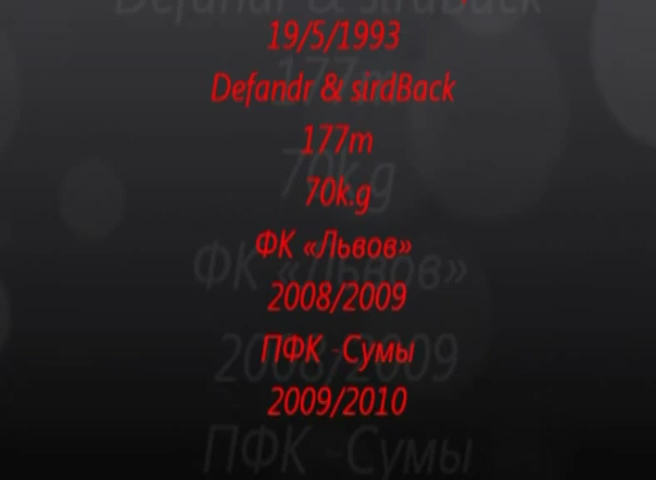 19/5/1993
Defandr & sirdBack
177m
70k.g
ФК «Львов»
2008/2009
ПФК -Сумы
2009/2010